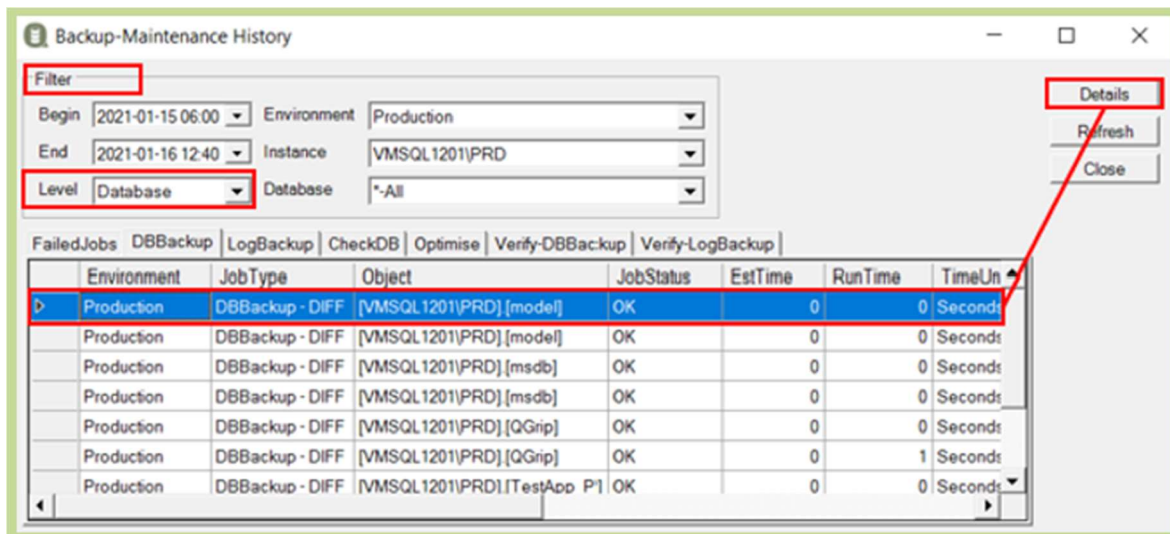 Backup-Maintenance History
Filter
Begin 2021-01-15 06:00 Environment Production
End 2021-01-16 12:40 Instance VMSQL1201\PRD
Level Database Database *-All
Details
Refresh
Close
FailedJobs DBBackup LogBackup CheckDB Optimise Verify-DBBackup Verify-LogBackup
Environment JobType Object JobStatus EstTime RunTime TimeUn
Production DBBackup - DIFF [VMSQL1201\PRD].[model] OK 0 0 Seconds
Production DBBackup - DIFF [VMSQL1201\PRD].[model] OK 0 0 Seconds
Production DBBackup - DIFF [VMSQL1201\PRD].[msdb] OK 0 0 Seconds
Production DBBackup - DIFF [VMSQL1201\PRD].[msdb] OK 0 0 Seconds
Production DBBackup - DIFF [VMSQL1201\PRD].[QGrip] OK 0 0 Seconds
Production DBBackup - DIFF [VMSQL1201\PRD].[QGrip] OK 0 1 Seconds
Production DBBackup - DIFF [VMSQL1201\PRD].[TestApp_P1] OK 0 0 Seconds